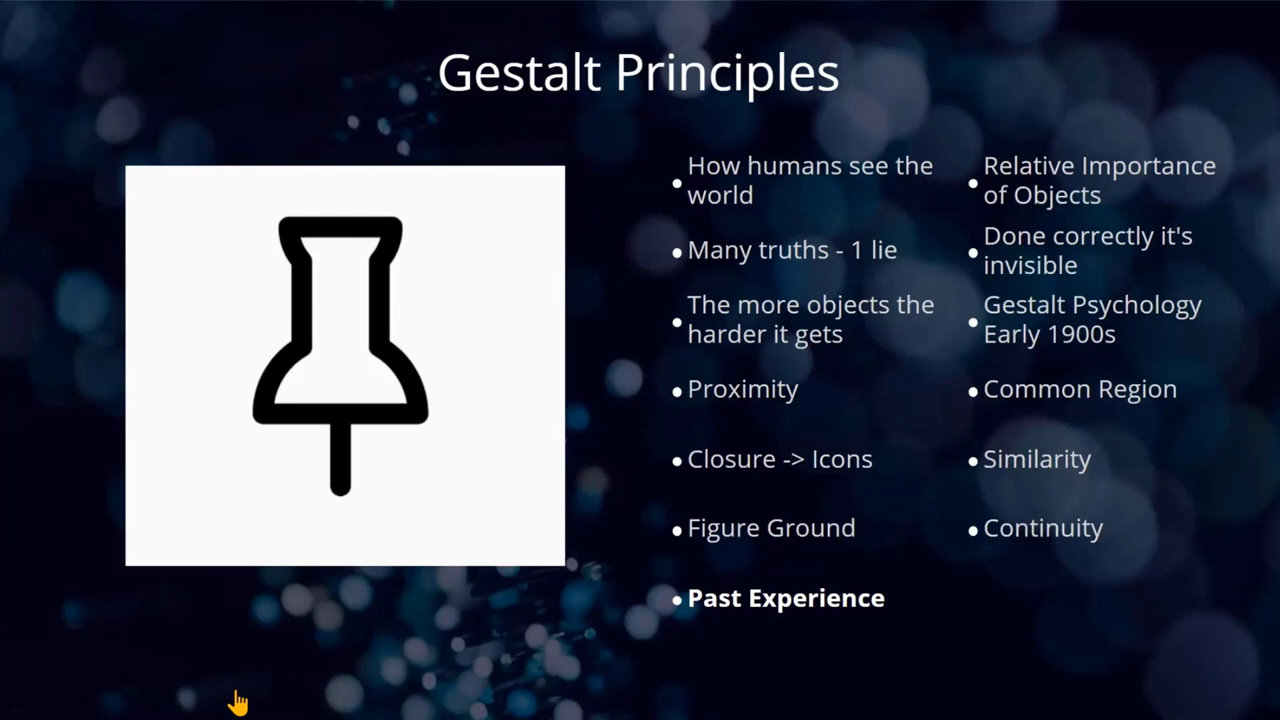 Gestalt Principles
How humans see the
world
Many truths - 1 lie
The more objects the
harder it gets
Proximity
Closure -> Icons
Figure Ground
Past Experience
Relative Importance
of Objects
Done correctly it's
invisible
Gestalt Psychology
Early 1900s
Common Region
Similarity
Continuity